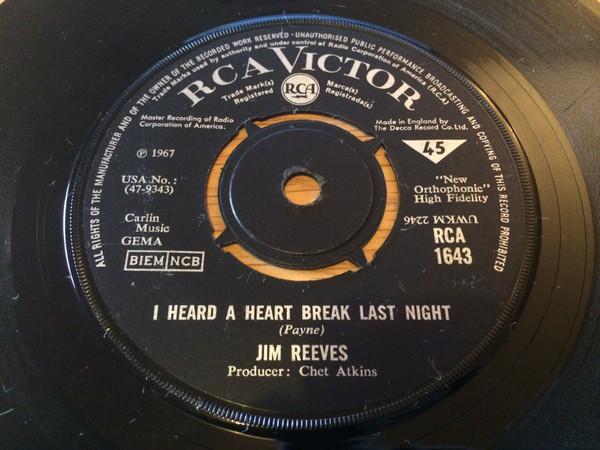 ALL RIGHTS OF THE MANUFACTURER AND OF THE OWNER OF THE RECORDED WORK RESERVED · UNAUTHORISED PUBLIC PERFORMANCE BROADCASTING AND COPYING OF THIS RECORD PROHIBITED
Trade Marks used by authority and under control of Radio Corporation of America (R.C.A.)
RCA VICTOR
Trade Mark(s)
Registered
RCA
Marca(s)
Registrada(s)
Master Recording of Radio
Corporation of America.
Made in England by
The Decca Record Co. Ltd.
℗ 1967
45
USA No.:
(47-9343)
"New
Orthophonic"
High Fidelity
Carlin
Music
GEMA
BIEM NCB
UWKM 2246
RCA
1643
I HEARD A HEART BREAK LAST NIGHT
(Payne)
JIM REEVES
Producer: Chet Atkins